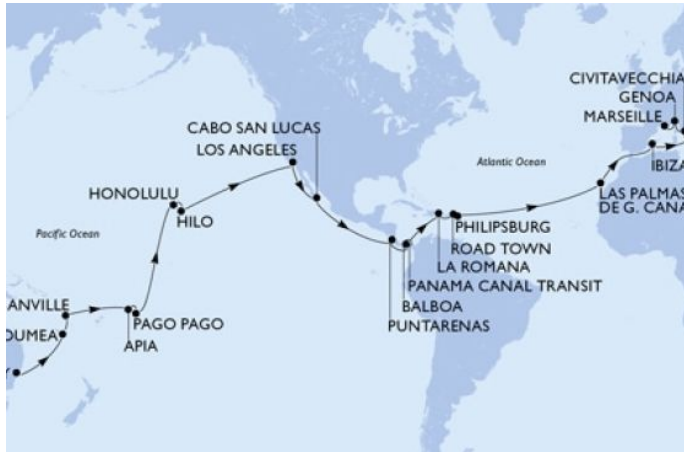 CIVITAVECCHIA
GENOA
MARSEILLE
CABO SAN LUCAS
LOS ANGELES
Atlantic Ocean
IBIZA
HONOLULU
HILO
LAS PALMAS
DE G. CANA
PHILIPSBURG
Pacific Ocean
ROAD TOWN
LA ROMANA
PANAMA CANAL TRANSIT
ANVILLE
BALBOA
PAGO PAGO
PUNTARENAS
OUMEA
APIA
Y